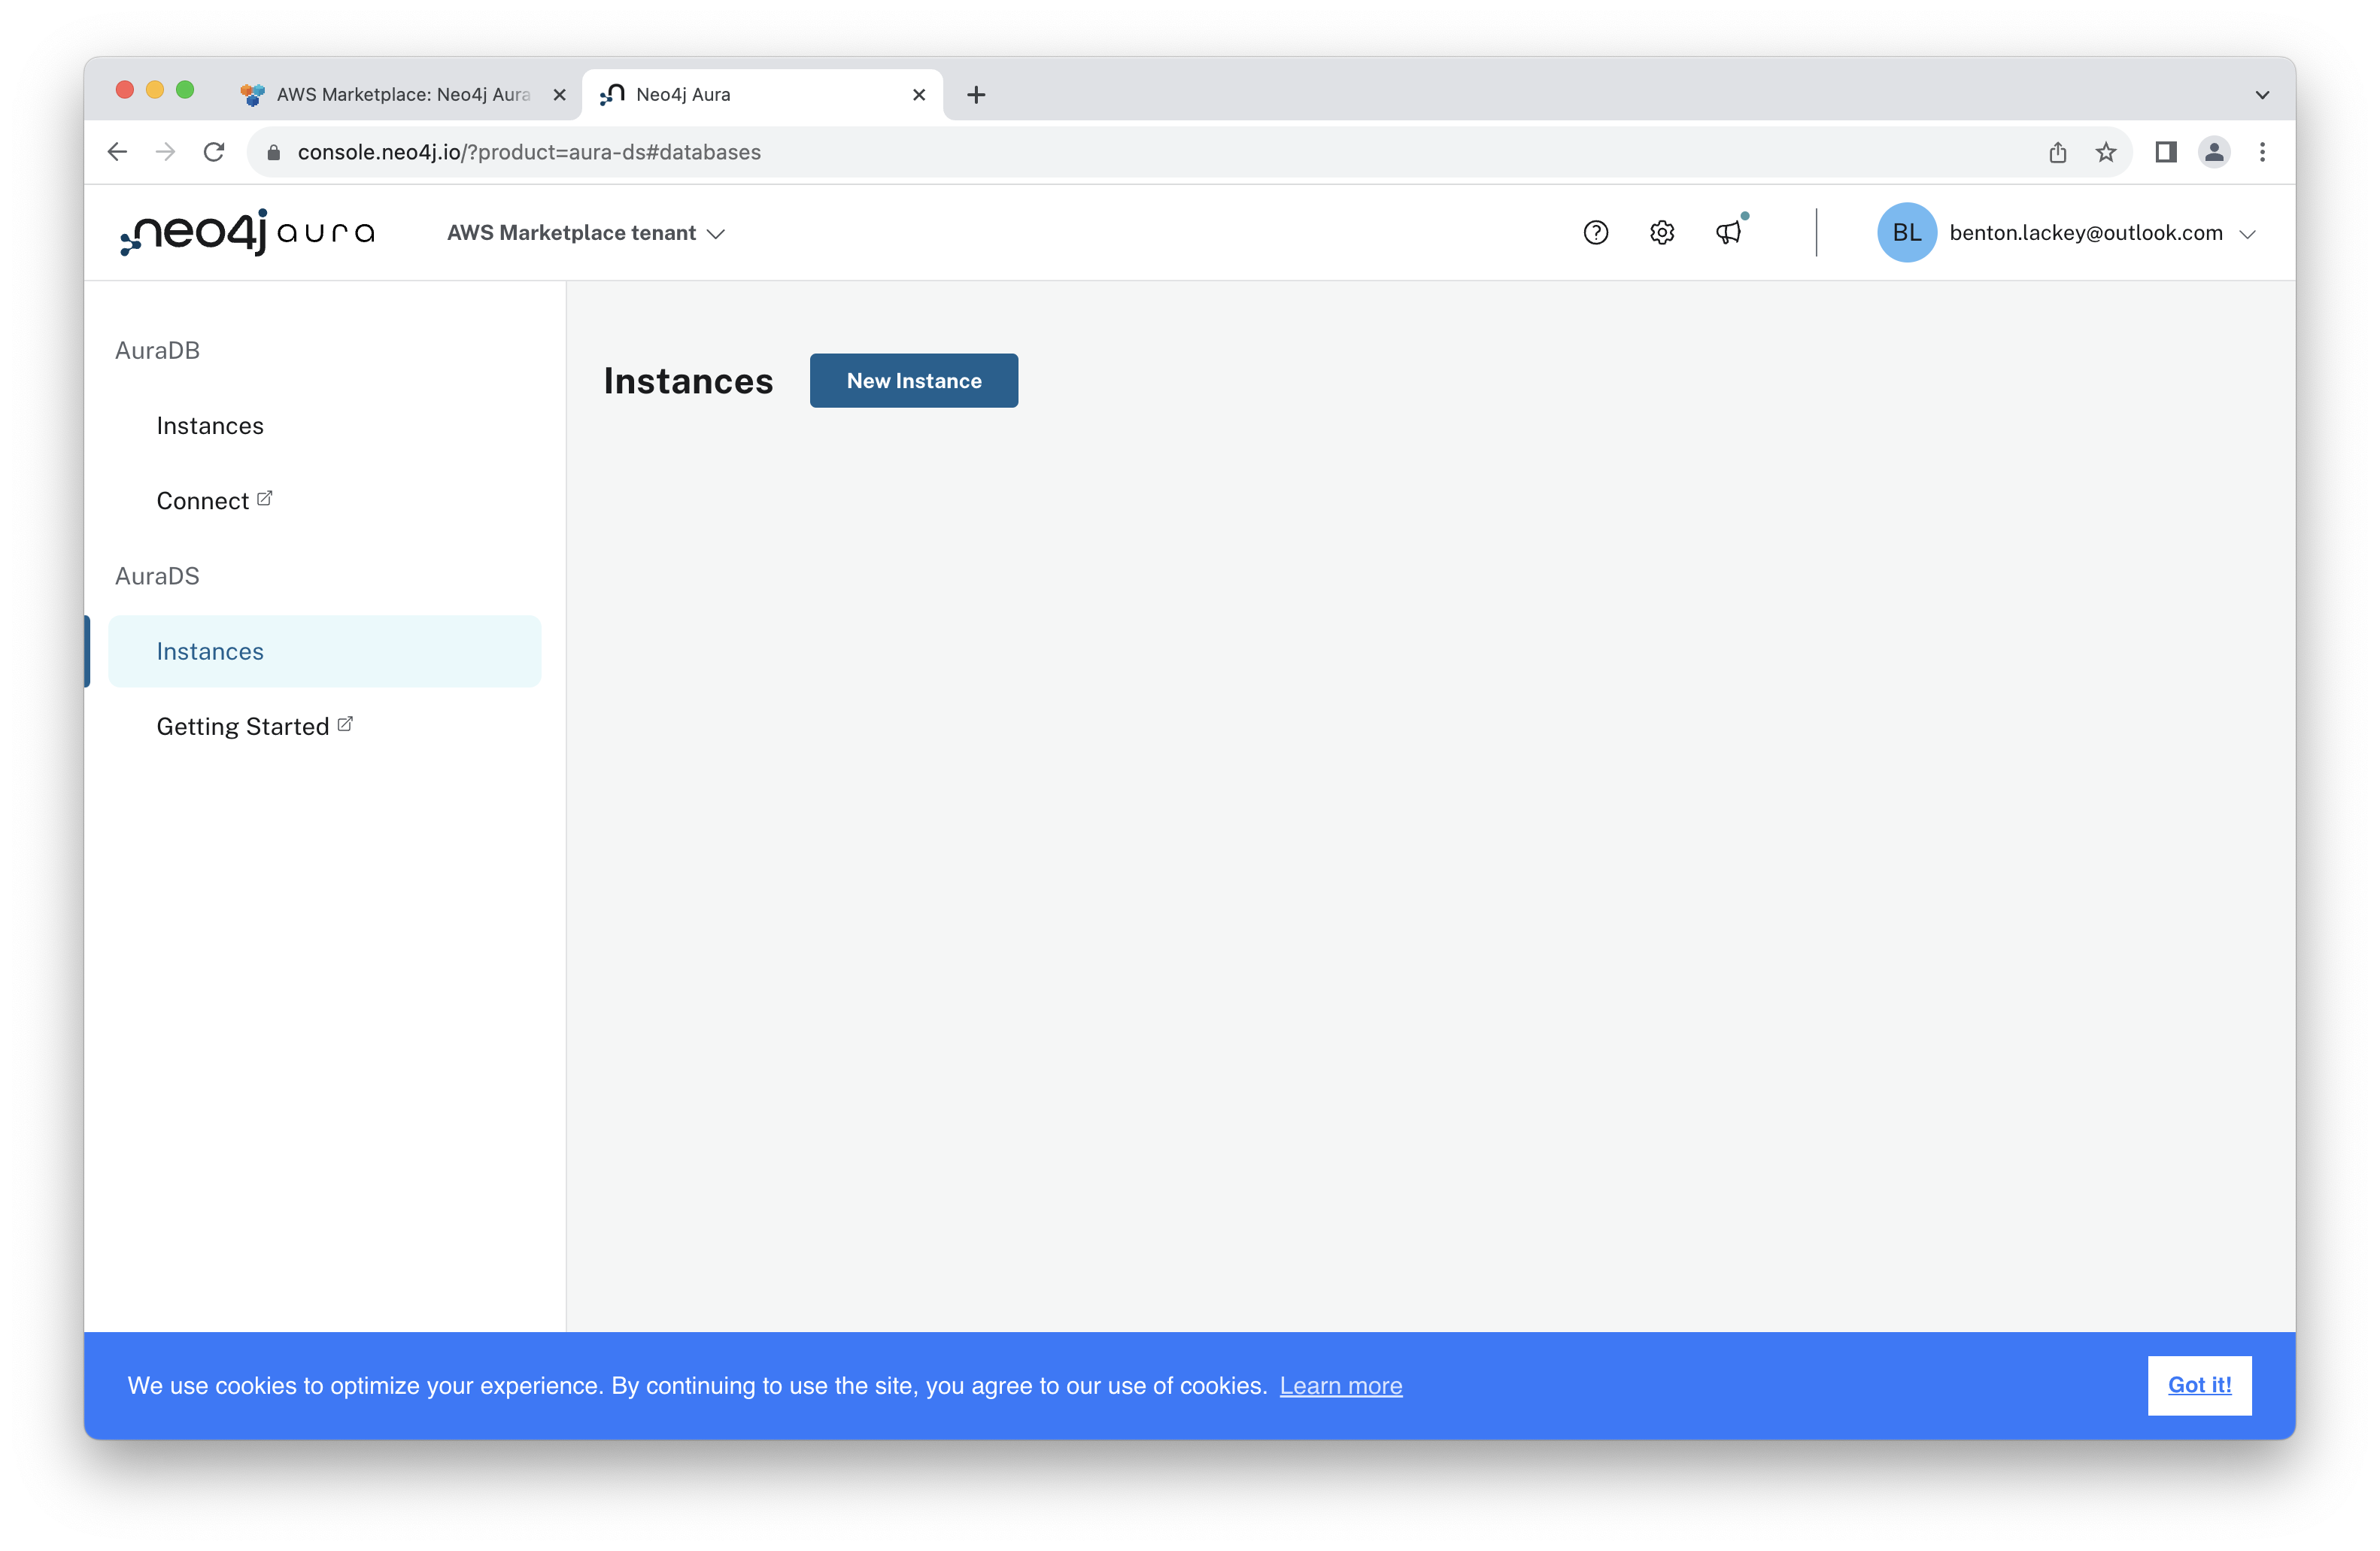 AWS Marketplace: Neo4j Aura
Neo4j Aura
console.neo4j.io/?product=aura-ds#databases
neo4j aura
AWS Marketplace tenant
BL
benton.lackey@outlook.com
AuraDB
Instances
Connect
AuraDS
Instances
Getting Started
Instances
New Instance
We use cookies to optimize your experience. By continuing to use the site, you agree to our use of cookies. Learn more
Got it!